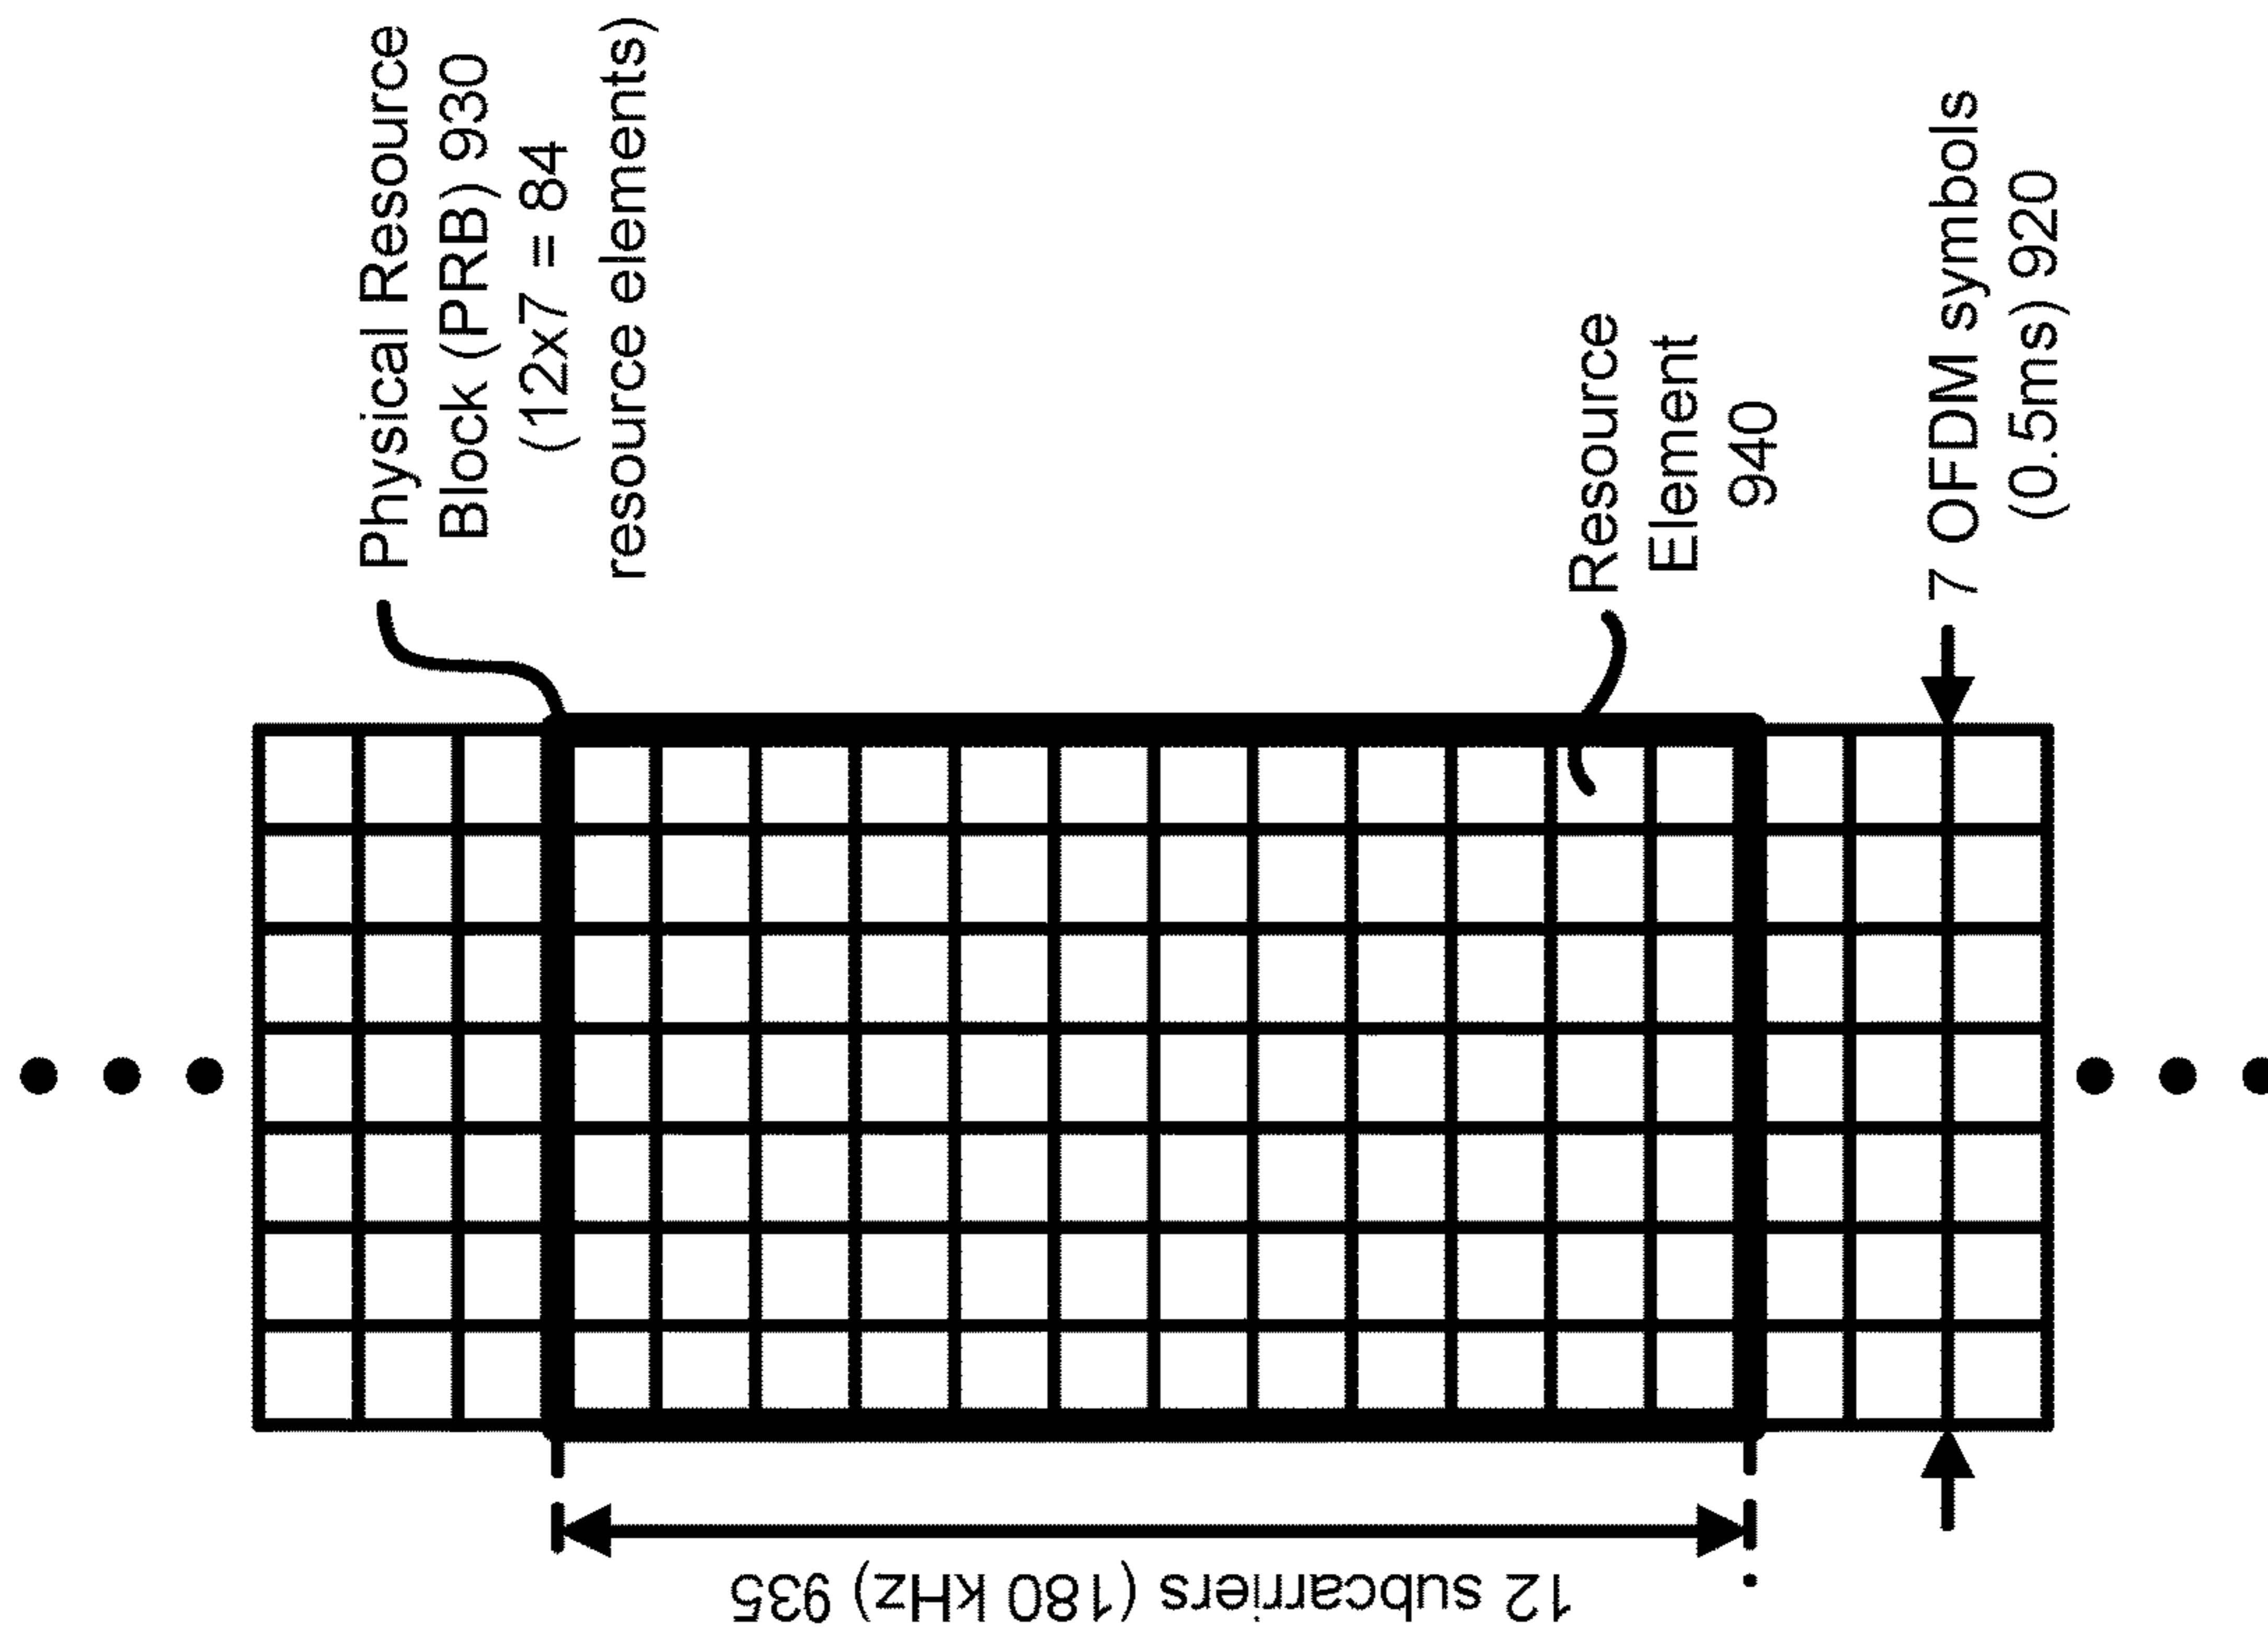 Physical Resource
Block (PRB) 930
(12x7 = 84
resource elements)
Resource
Element
940
7 OFDM symbols
(0.5ms) 920
12 subcarriers (180 kHz) 935